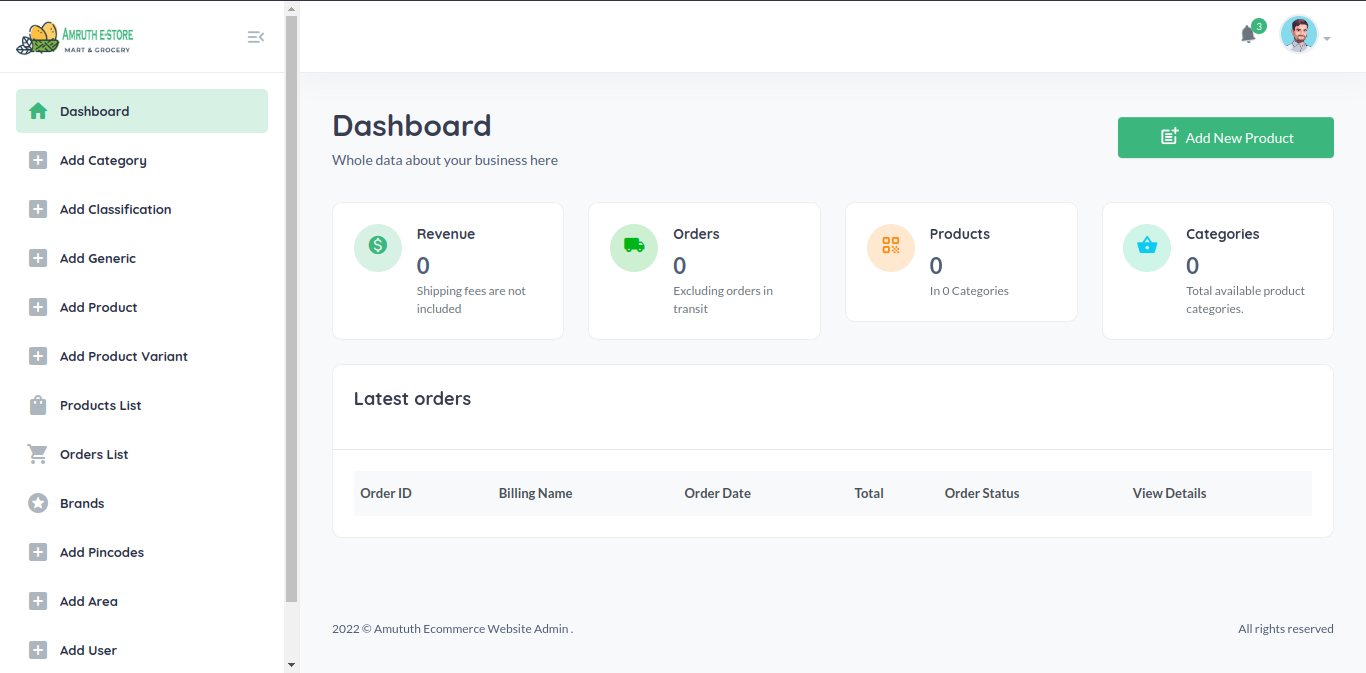 AMRUTH E-STORE
MART & GROCERY
3
Dashboard
Add Category
Add Classification
Add Generic
Add Product
Add Product Variant
Products List
Orders List
Brands
Add Pincodes
Add Area
Add User
Dashboard
Whole data about your business here
Add New Product
Revenue
0
Shipping fees are not
included
Orders
0
Excluding orders in
transit
Products
0
In 0 Categories
Categories
0
Total available product
categories.
Latest orders
Order ID Billing Name Order Date Total Order Status View Details
2022 © Amututh Ecommerce Website Admin .
All rights reserved